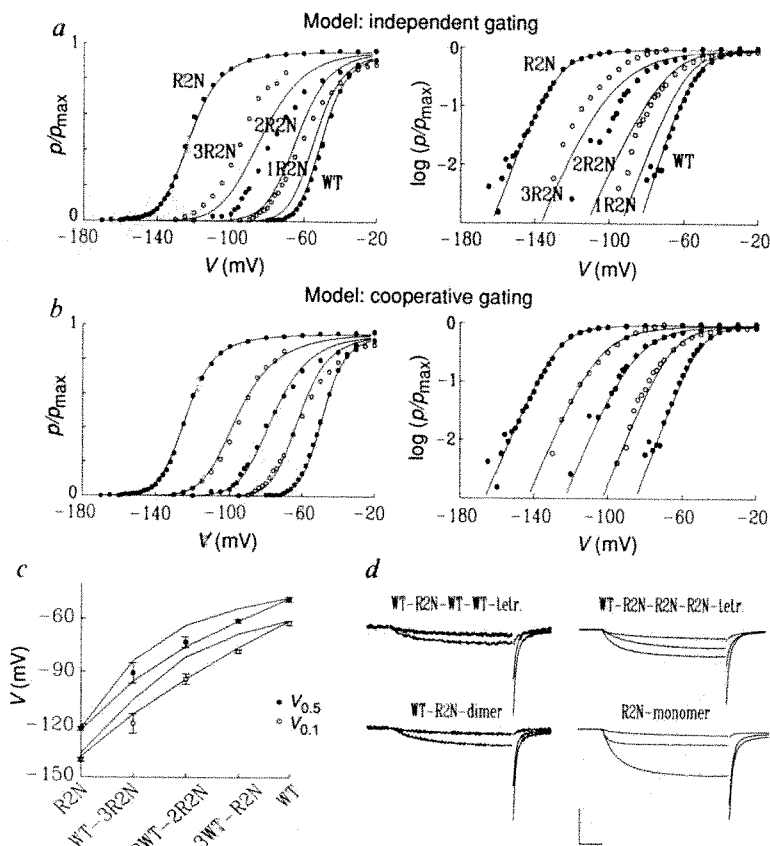 a
Model: independent gating
p/pmax
1
0
R2N
3R2N
2R2N
1R2N
WT
-180 -140 -100 -60 -20
V (mV)
log (p/pmax)
-0
-1
-2
R2N
3R2N
2R2N
1R2N
WT
-180 -140 -100 -60 -20
V (mV)
b
Model: cooperative gating
p/pmax
1
0
-180 -140 -100 -60 -20
V (mV)
log (p/pmax)
-0
-1
-2
-180 -140 -100 -60 -20
V (mV)
c
V (mV)
-60
-90
-120
-150
V0.5
V0.1
R2N
WT-3R2N
WT-2R2N
3WT-R2N
WT
d
WT-R2N-WT-WT-tetr.
WT-R2N-R2N-R2N-tetr.
WT-R2N-dimer
R2N-monomer